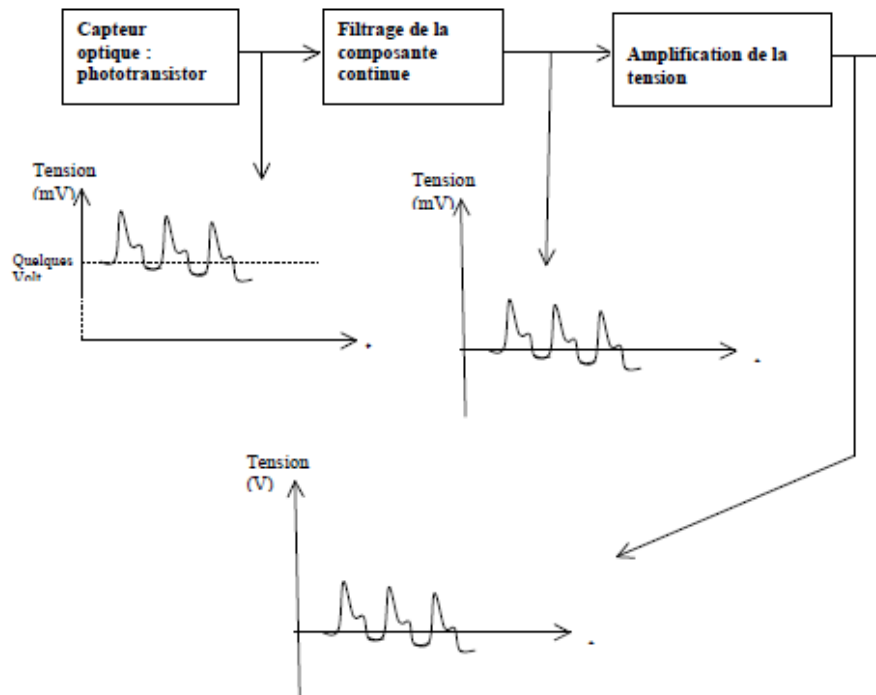 Capteur
optique :
phototransistor
Filtrage de la
composante
continue
Amplification de la
tension
Tension
(mV)
Quelques
Volt
Tension
(mV)
Tension
(V)